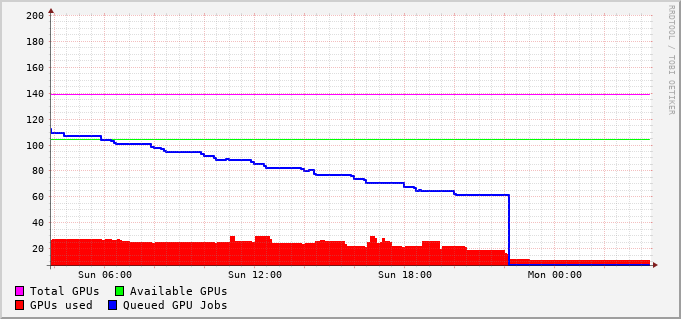 200
180
160
140
120
100
80
60
40
20
Sun 06:00 Sun 12:00 Sun 18:00 Mon 00:00
Total GPUs Available GPUs
GPUs used Queued GPU Jobs
RRDTOOL / TOBI OETIKER